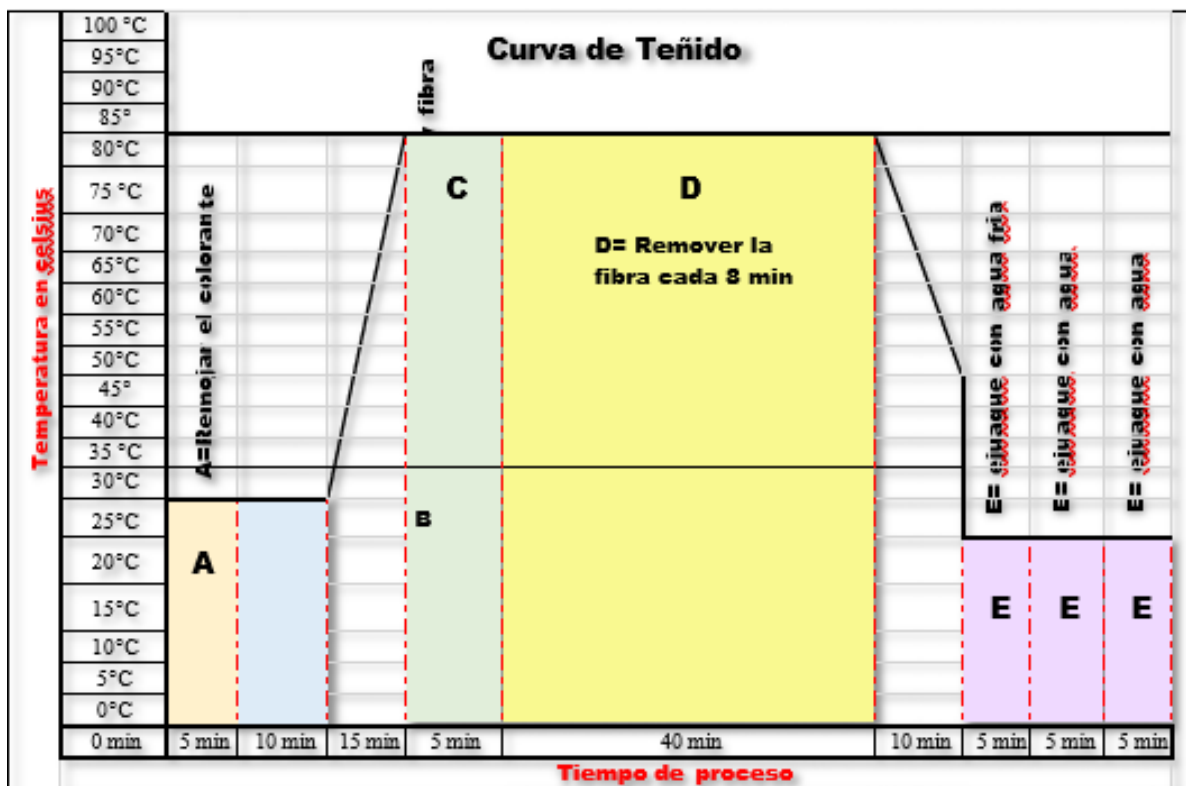 Curva de Teñido
100 °C
95°C
90°C
85°
80°C
75 °C
70°C
65°C
60°C
55°C
50°C
45°
40°C
35 °C
30°C
25°C
20°C
15°C
10°C
5°C
0°C
Temperatura en celsius
A=Remojar el colorante
A
fibra
C
B
D
D= Remover la
fibra cada 8 min
E= ejuaque con agua fria
E= ejuaque con agua
E= ejuaque con agua
E
E
E
0 min
5 min
10 min
15 min
5 min
40 min
10 min
5 min
5 min
5 min
Tiempo de proceso